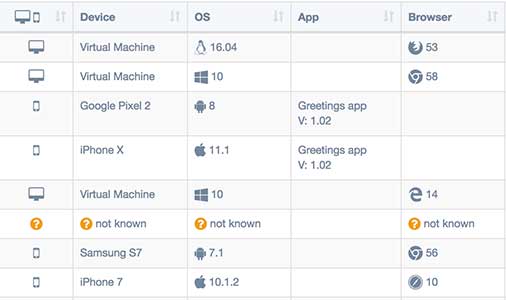 Device OS App Browser
Virtual Machine 16.04 53
Virtual Machine 10 58
Google Pixel 2 8 Greetings app
V: 1.02
iPhone X 11.1 Greetings app
V: 1.02
Virtual Machine 10 14
? ? not known ? not known ? not known
Samsung S7 7.1 56
iPhone 7 10.1.2 10